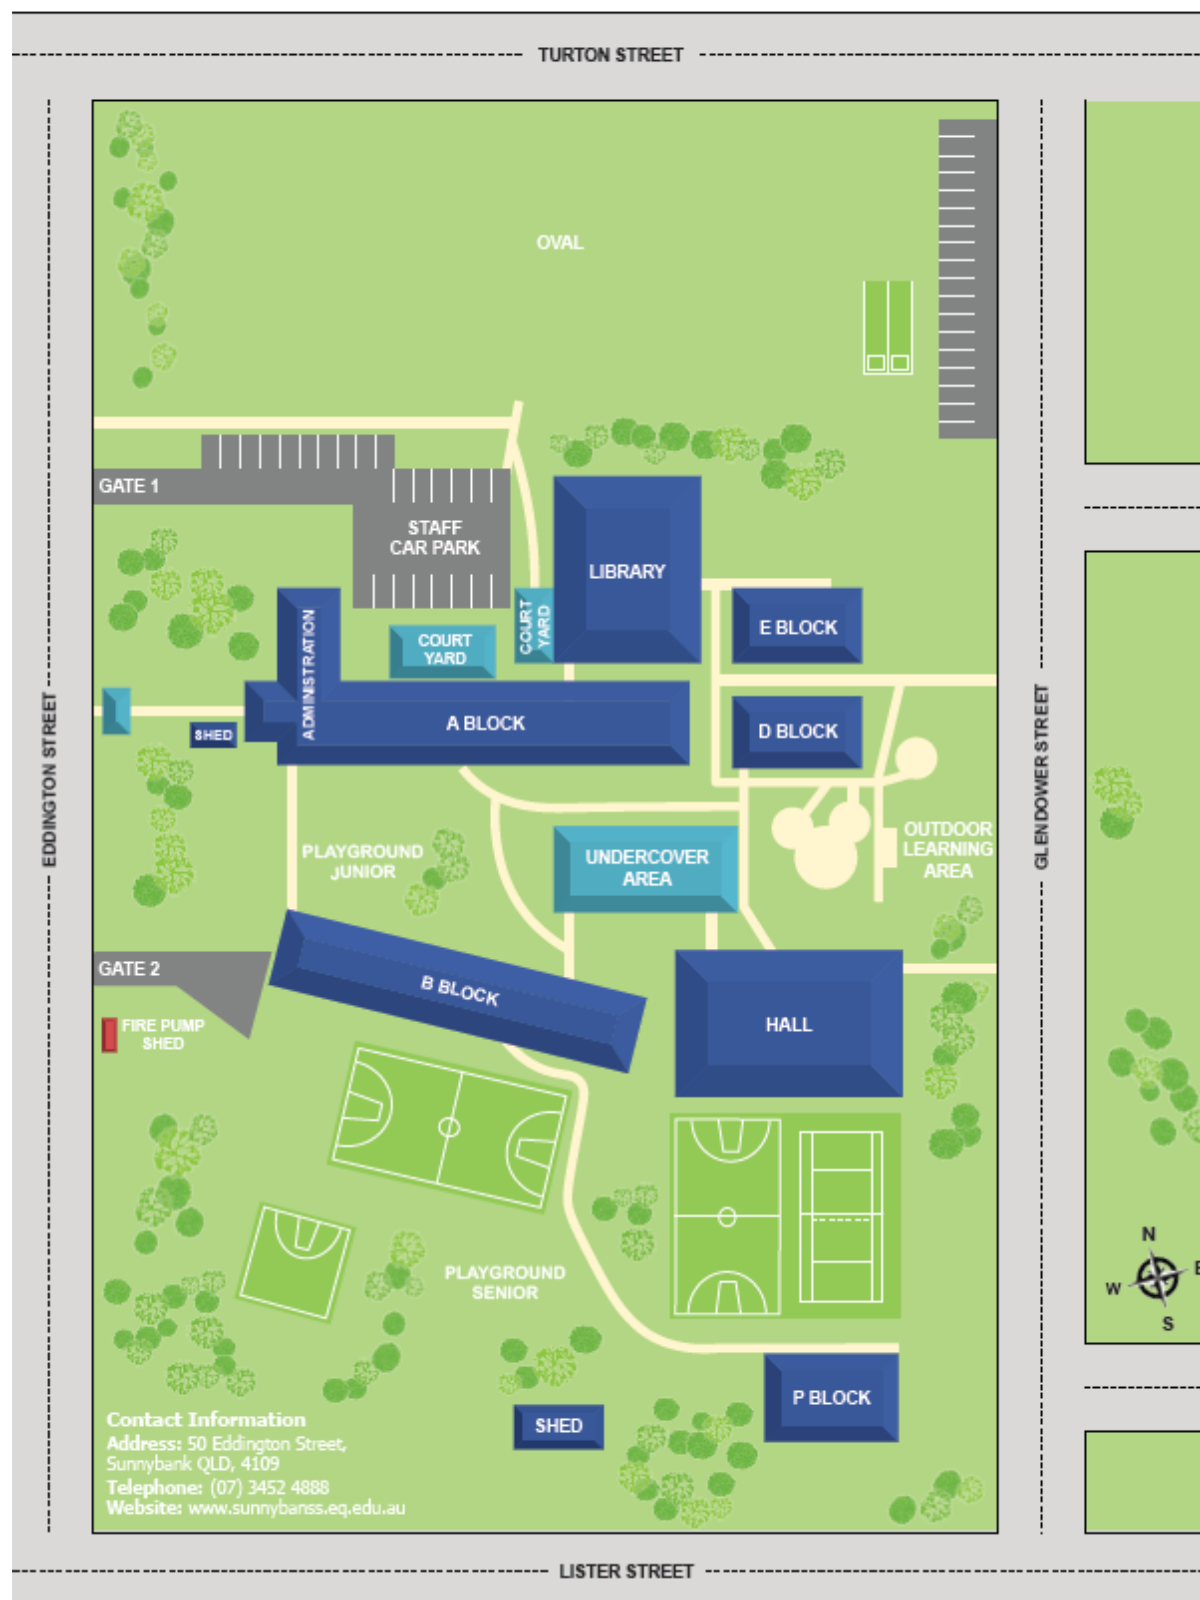 TURTON STREET
OVAL
GATE 1
STAFF
CAR PARK
LIBRARY
COURT
YARD
COURT
YARD
E BLOCK
ADMINISTRATION
A BLOCK
SHED
D BLOCK
EDDINGTON STREET
GLENDOWER STREET
PLAYGROUND
JUNIOR
UNDERCOVER
AREA
OUTDOOR
LEARNING
AREA
GATE 2
B BLOCK
FIRE PUMP
SHED
HALL
PLAYGROUND
SENIOR
N
W
E
S
P BLOCK
SHED
Contact Information
Address: 50 Eddington Street,
Sunnybank QLD, 4109
Telephone: (07) 3452 4888
Website: www.sunnybanss.eq.edu.au
LISTER STREET